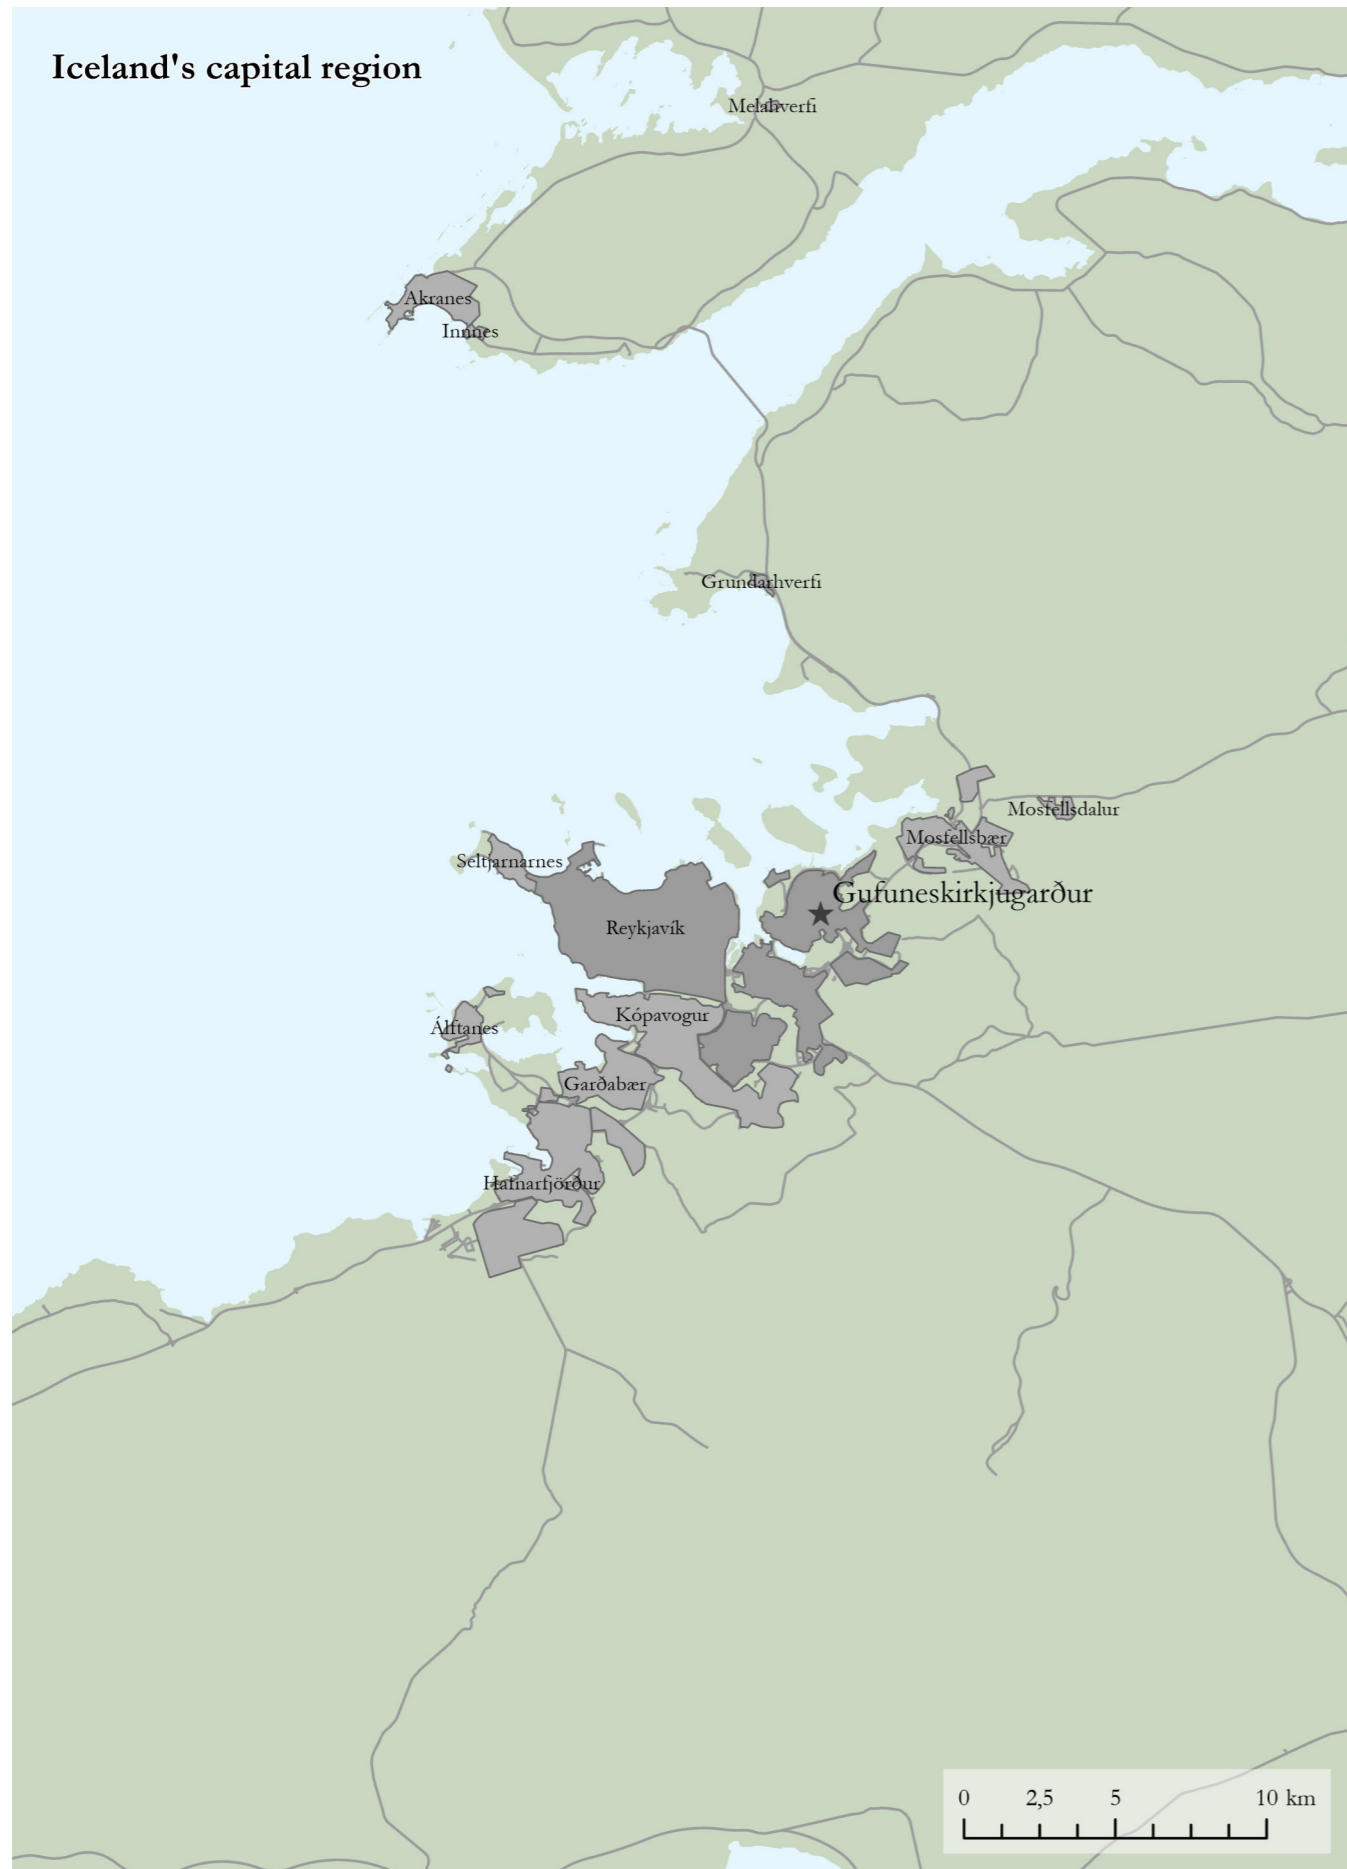 Iceland's capital region
Melahverfi
Akranes
Innnes
Grundarhverfi
Mosfellsdalur
Mosfellsbær
Seltjarnarnes
Gufuneskirkjugarður
Reykjavík
Kópavogur
Álftanes
Garðabær
Hafnarfjörður
0 2,5 5 10 km